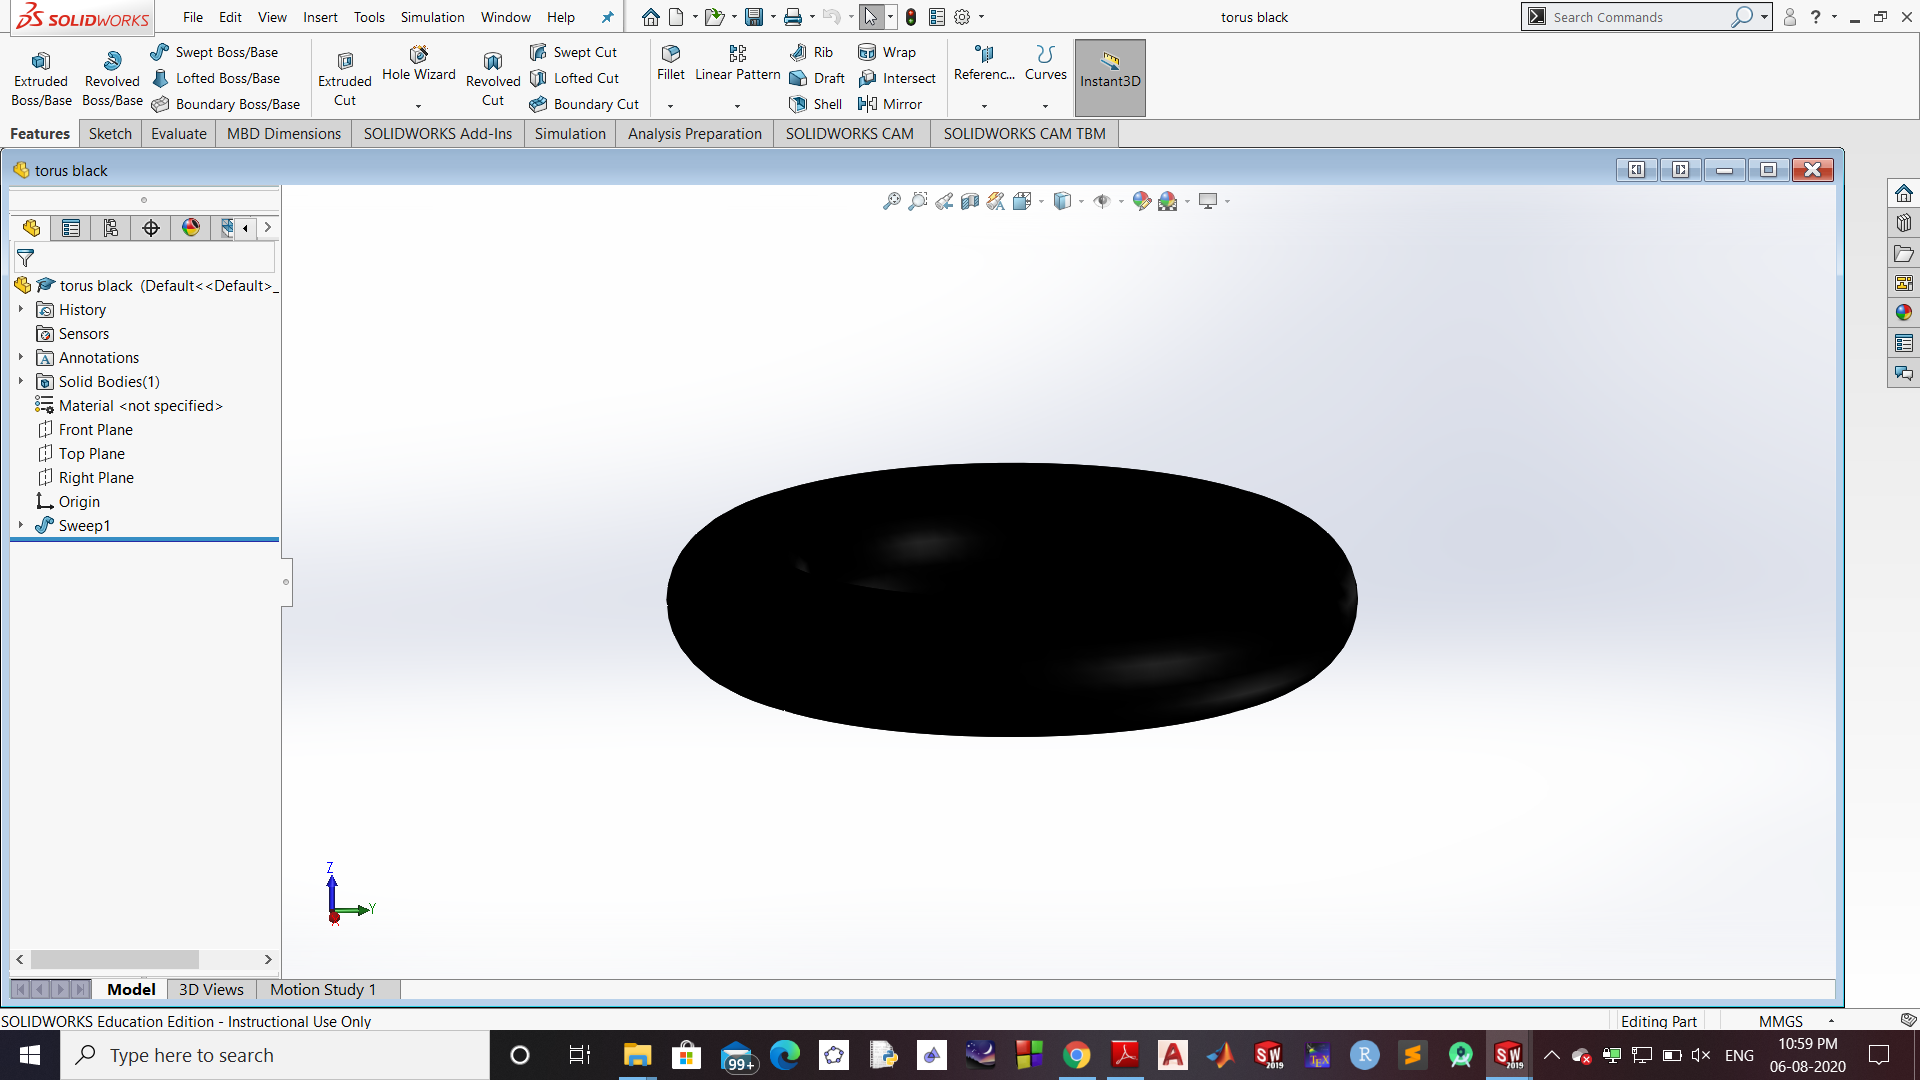 SOLIDWORKS File Edit View Insert Tools Simulation Window Help torus black Search Commands
Extruded Boss/Base Revolved Boss/Base Swept Boss/Base Lofted Boss/Base Boundary Boss/Base
Extruded Cut Hole Wizard Revolved Cut Swept Cut Lofted Cut Boundary Cut
Fillet Linear Pattern Rib Draft Shell Wrap Intersect Mirror Referenc... Curves Instant3D
Features Sketch Evaluate MBD Dimensions SOLIDWORKS Add-Ins Simulation Analysis Preparation SOLIDWORKS CAM SOLIDWORKS CAM TBM
torus black
torus black (Default<<Default>_
History
Sensors
Annotations
Solid Bodies(1)
Material <not specified>
Front Plane
Top Plane
Right Plane
Origin
Sweep1
Z
Y
X
Model 3D Views Motion Study 1
SOLIDWORKS Education Edition - Instructional Use Only Editing Part MMGS
Type here to search 99+ SW 2019 TEX R SW 2019 ENG 10:59 PM
06-08-2020